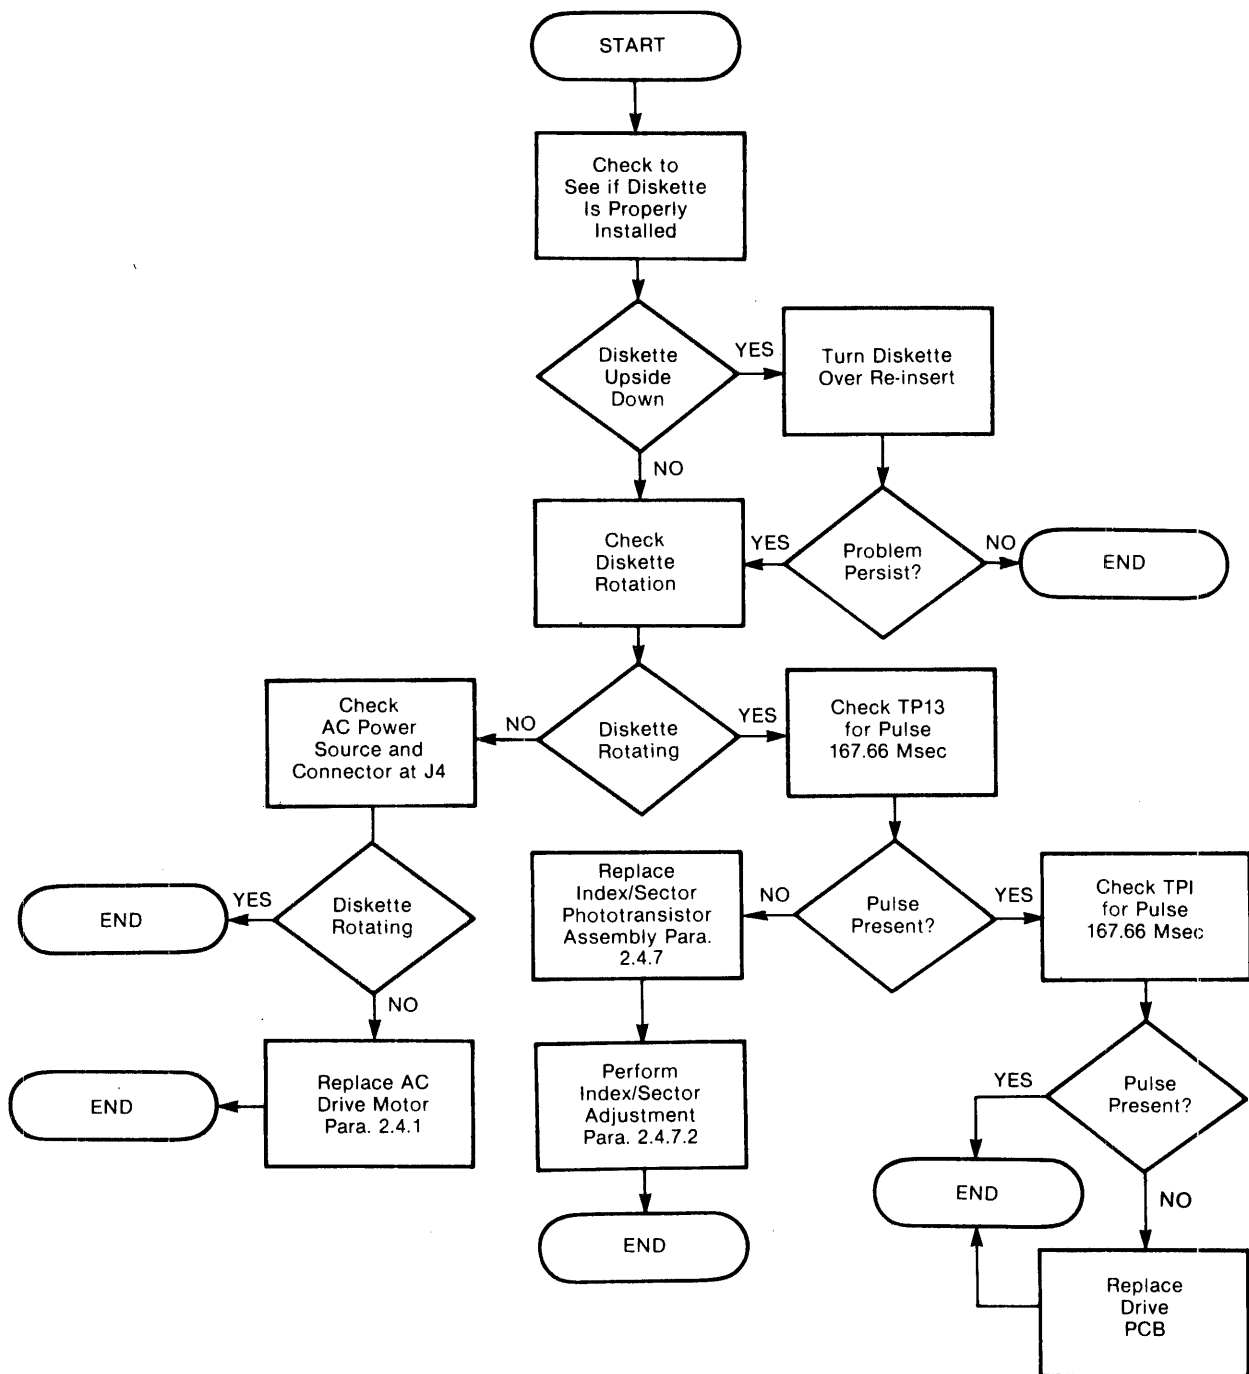 START
Check to
See if Diskette
Is Properly
Installed
Diskette
Upside
Down
YES
Turn Diskette
Over Re-insert
NO
Check
Diskette
Rotation
YES
Problem
Persist?
NO
END
Check
AC Power
Source and
Connector at J4
NO
Diskette
Rotating
YES
Check TP13
for Pulse
167.66 Msec
END
YES
Diskette
Rotating
NO
Replace
Index/Sector
Phototransistor
Assembly Para.
2.4.7
NO
Pulse
Present?
YES
Check TPI
for Pulse
167.66 Msec
END
Replace AC
Drive Motor
Para. 2.4.1
Perform
Index/Sector
Adjustment
Para. 2.4.7.2
YES
Pulse
Present?
END
END
NO
Replace
Drive
PCB